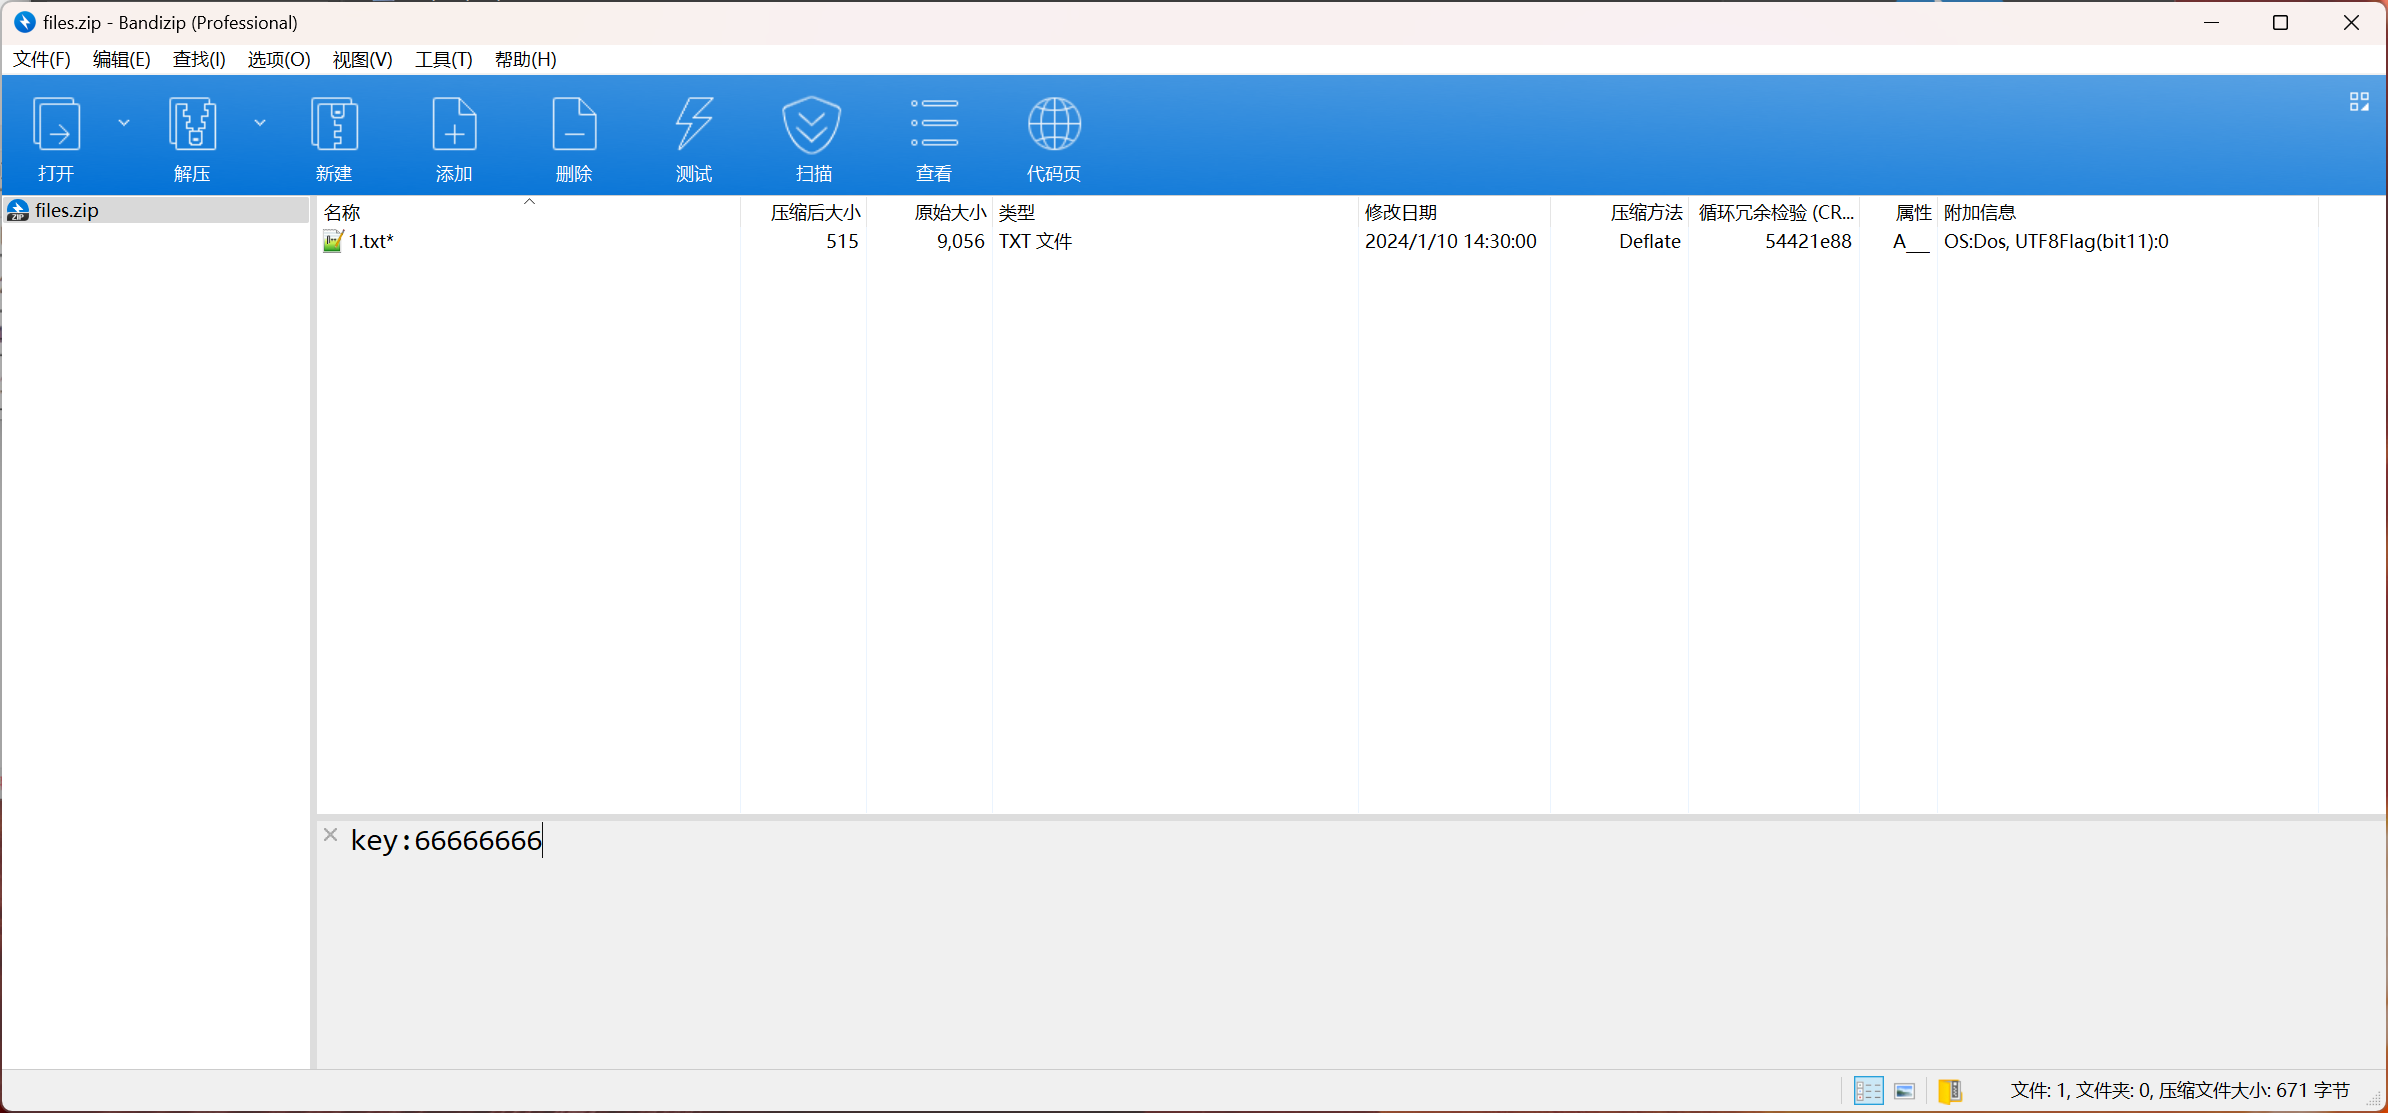 files.zip - Bandizip (Professional)
文件(F) 编辑(E) 查找(I) 选项(O) 视图(V) 工具(T) 帮助(H)
打开 解压 新建 添加 删除 测试 扫描 查看 代码页
files.zip
名称 压缩后大小 原始大小 类型 修改日期 压缩方法 循环冗余检验 (CR... 属性 附加信息
1.txt* 515 9,056 TXT 文件 2024/1/10 14:30:00 Deflate 54421e88 A___ OS:Dos, UTF8Flag(bit11):0
key:66666666
文件: 1, 文件夹: 0, 压缩文件大小: 671 字节